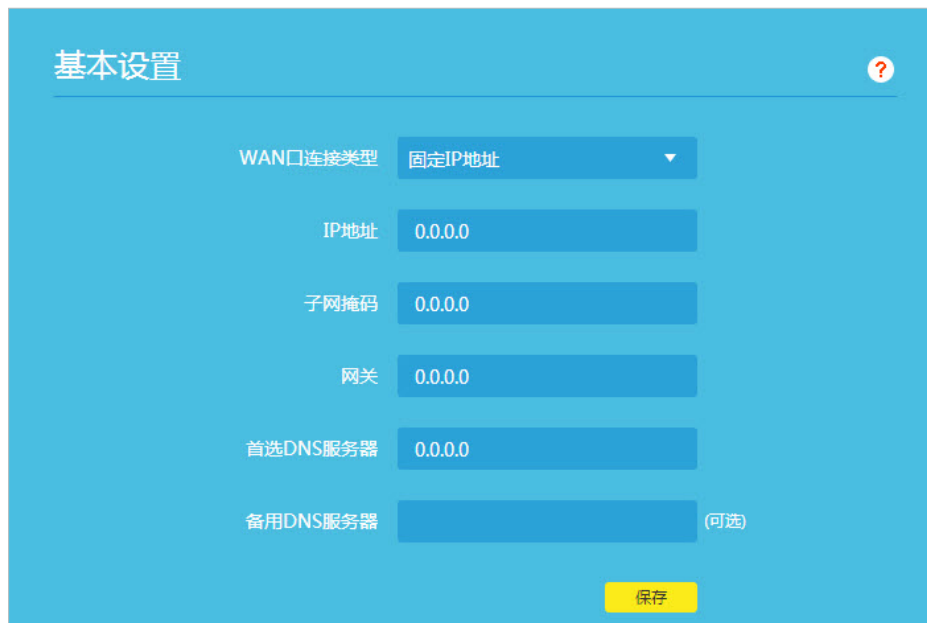 基本设置
?
WAN口连接类型 固定IP地址
IP地址 0.0.0.0
子网掩码 0.0.0.0
网关 0.0.0.0
首选DNS服务器 0.0.0.0
备用DNS服务器 (可选)
保存